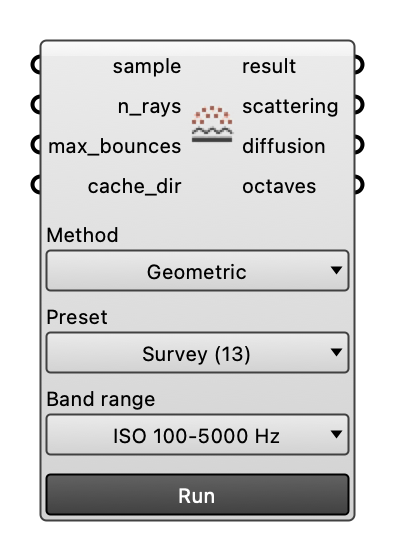 sample result
n_rays scattering
max_bounces diffusion
cache_dir octaves
Method
Geometric
Preset
Survey (13)
Band range
ISO 100-5000 Hz
Run